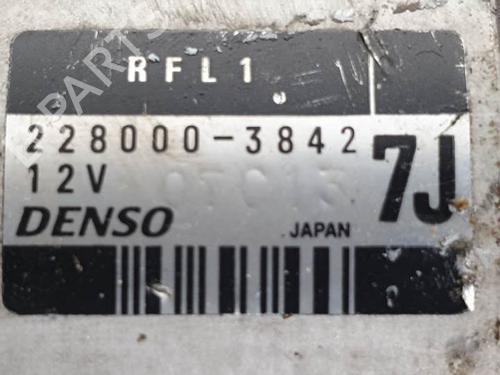 RFL1
228000-3842
12V
7J
DENSO
JAPAN